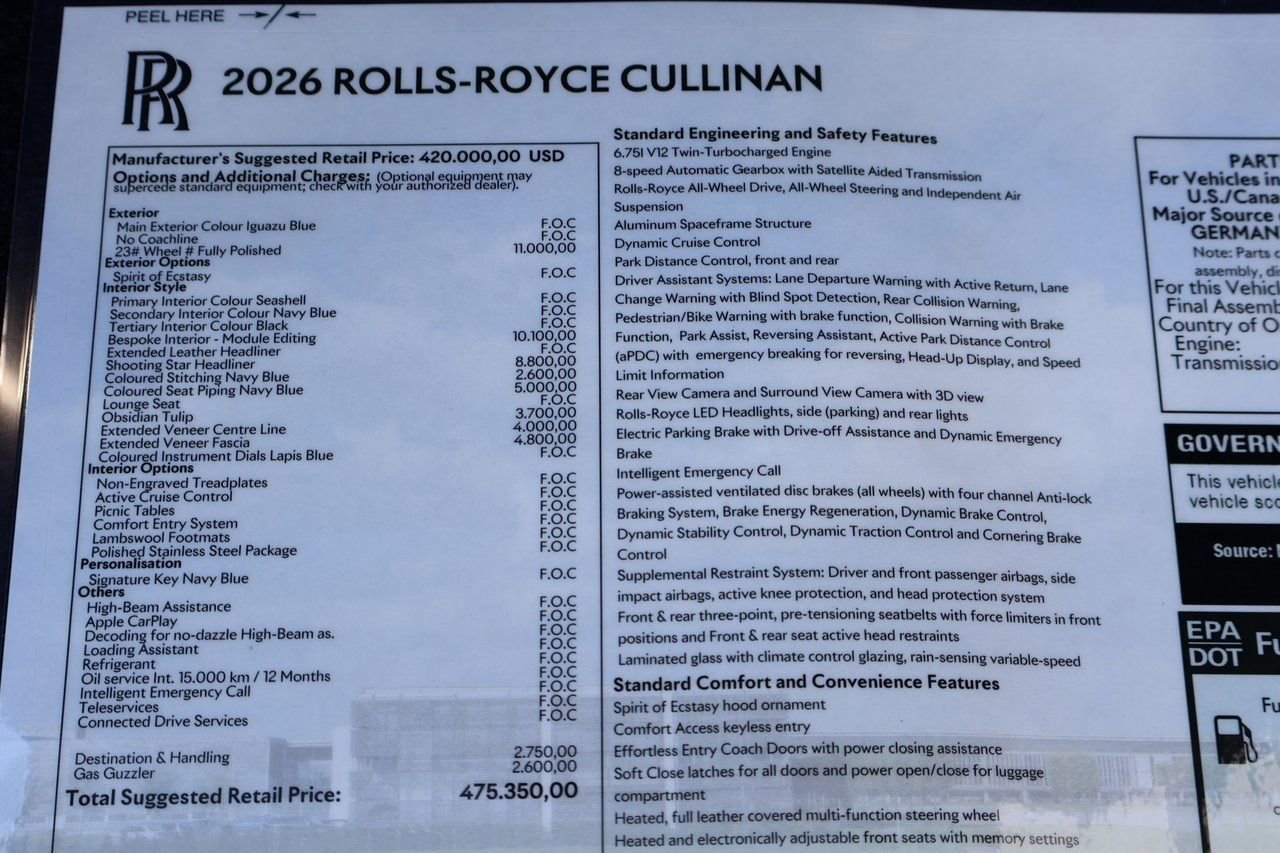 PEEL HERE
RR
2026 ROLLS-ROYCE CULLINAN
Manufacturer's Suggested Retail Price: 420.000,00 USD
Options and Additional Charges: (Optional equipment may
supercede standard equipment; check with your authorized dealer).
Exterior
Main Exterior Colour Iguazu Blue F.O.C
No Coachline F.O.C
23# Wheel # Fully Polished 11.000,00
Exterior Options
Spirit of Ecstasy F.O.C
Interior Style
Primary Interior Colour Seashell F.O.C
Secondary Interior Colour Navy Blue F.O.C
Tertiary Interior Colour Black F.O.C
Bespoke Interior - Module Editing 10.100,00
Extended Leather Headliner F.O.C
Shooting Star Headliner 8.800,00
Coloured Stitching Navy Blue 2.600,00
Coloured Seat Piping Navy Blue 5.000,00
Lounge Seat F.O.C
Obsidian Tulip 3.700,00
Extended Veneer Centre Line 4.000,00
Extended Veneer Fascia 4.800,00
Coloured Instrument Dials Lapis Blue F.O.C
Interior Options
Non-Engraved Treadplates F.O.C
Active Cruise Control F.O.C
Picnic Tables F.O.C
Comfort Entry System F.O.C
Lambswool Footmats F.O.C
Polished Stainless Steel Package F.O.C
Personalisation
Signature Key Navy Blue F.O.C
Others
High-Beam Assistance F.O.C
Apple CarPlay F.O.C
Decoding for no-dazzle High-Beam as. F.O.C
Loading Assistant F.O.C
Refrigerant F.O.C
Oil service Int. 15.000 km / 12 Months F.O.C
Intelligent Emergency Call F.O.C
Teleservices F.O.C
Connected Drive Services F.O.C
Destination & Handling 2.750,00
Gas Guzzler 2.600,00
Total Suggested Retail Price: 475.350,00
Standard Engineering and Safety Features
6.75l V12 Twin-Turbocharged Engine
8-speed Automatic Gearbox with Satellite Aided Transmission
Rolls-Royce All-Wheel Drive, All-Wheel Steering and Independent Air
Suspension
Aluminum Spaceframe Structure
Dynamic Cruise Control
Park Distance Control, front and rear
Driver Assistant Systems: Lane Departure Warning with Active Return, Lane
Change Warning with Blind Spot Detection, Rear Collision Warning,
Pedestrian/Bike Warning with brake function, Collision Warning with Brake
Function, Park Assist, Reversing Assistant, Active Park Distance Control
(aPDC) with emergency breaking for reversing, Head-Up Display, and Speed
Limit Information
Rear View Camera and Surround View Camera with 3D view
Rolls-Royce LED Headlights, side (parking) and rear lights
Electric Parking Brake with Drive-off Assistance and Dynamic Emergency
Brake
Intelligent Emergency Call
Power-assisted ventilated disc brakes (all wheels) with four channel Anti-lock
Braking System, Brake Energy Regeneration, Dynamic Brake Control,
Dynamic Stability Control, Dynamic Traction Control and Cornering Brake
Control
Supplemental Restraint System: Driver and front passenger airbags, side
impact airbags, active knee protection, and head protection system
Front & rear three-point, pre-tensioning seatbelts with force limiters in front
positions and Front & rear seat active head restraints
Laminated glass with climate control glazing, rain-sensing variable-speed
Standard Comfort and Convenience Features
Spirit of Ecstasy hood ornament
Comfort Access keyless entry
Effortless Entry Coach Doors with power closing assistance
Soft Close latches for all doors and power open/close for luggage
compartment
Heated, full leather covered multi-function steering wheel
Heated and electronically adjustable front seats with memory settings
PART
For Vehicles in
U.S./Cana
Major Source
GERMAN
Note: Parts
assembly, di
For this Vehicl
Final Assemb
Country of O
Engine:
Transmissio
GOVERN
This vehicle
vehicle sco
Source:
EPA
DOT
Fu
Fu